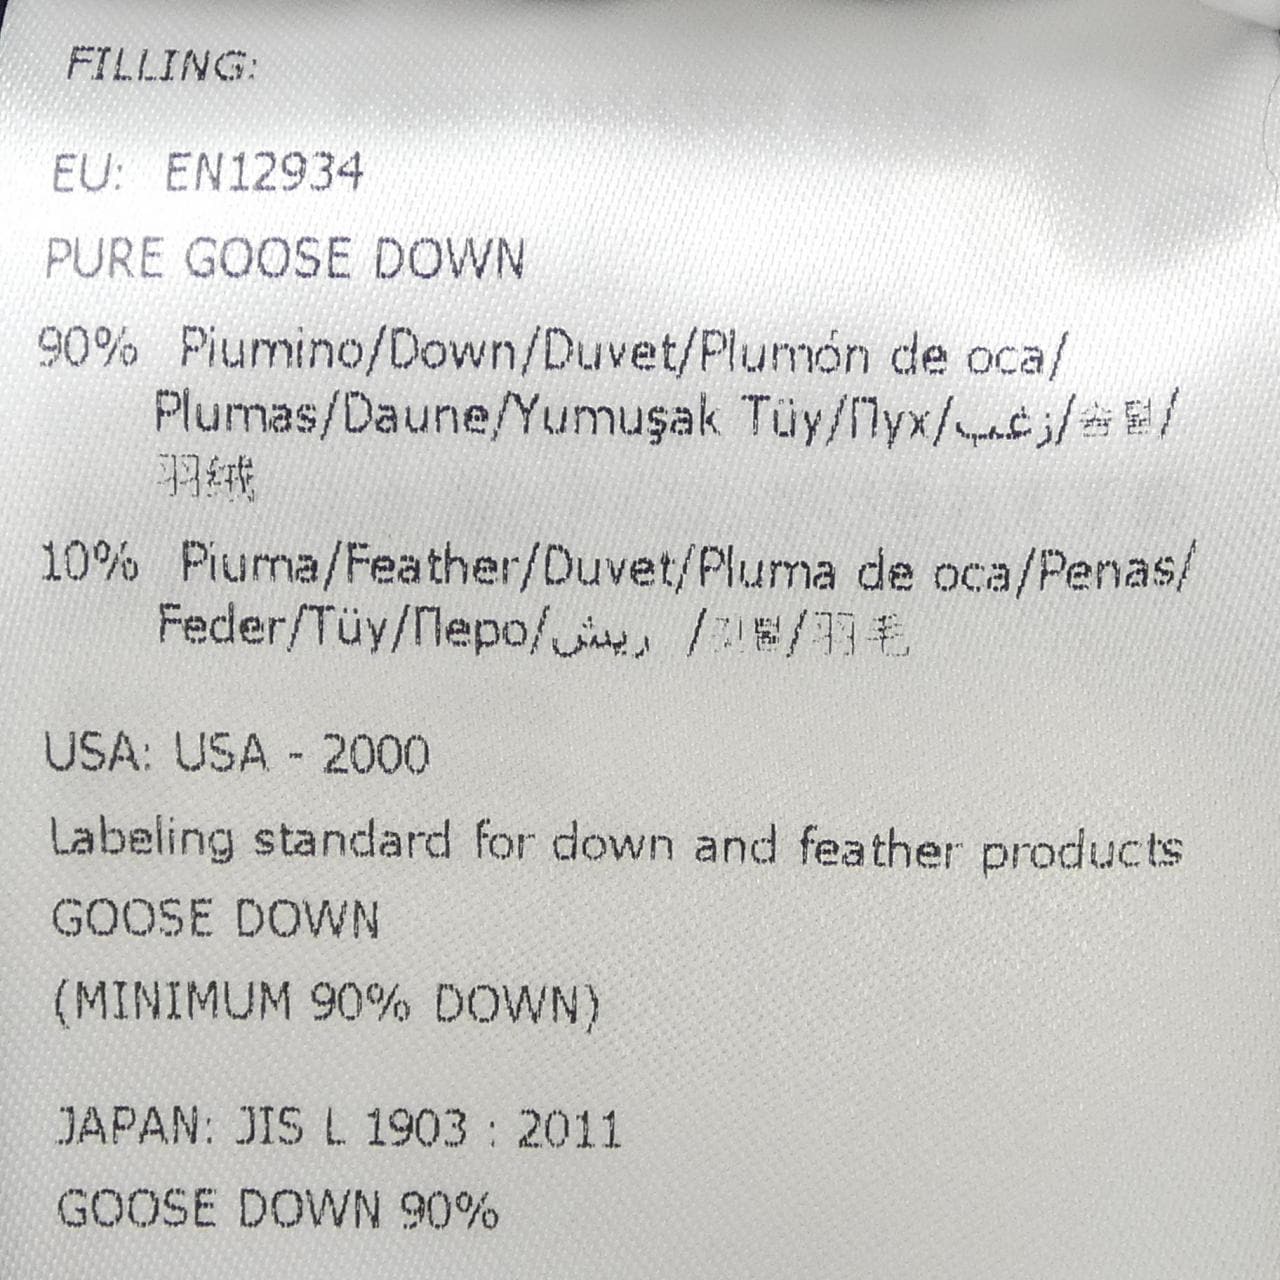 FILLING:
EU: EN12934
PURE GOOSE DOWN
90% Piumino/Down/Duvet/Plumón de oca/
Plumas/Daune/Yumuşak Tüy/Пух/زغب/솜털/
羽绒
10% Piuma/Feather/Duvet/Pluma de oca/Penas/
Feder/Tüy/Перо/ريش /깃털/羽毛
USA: USA - 2000
Labeling standard for down and feather products
GOOSE DOWN
(MINIMUM 90% DOWN)
JAPAN: JIS L 1903 : 2011
GOOSE DOWN 90%